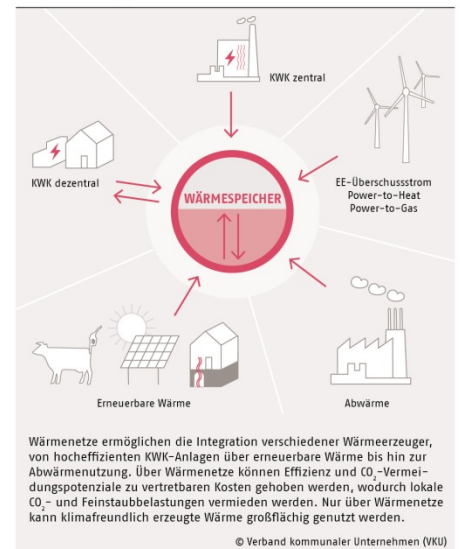 KWK zentral
KWK dezentral
WÄRMESPEICHER
EE-Überschussstrom
Power-to-Heat
Power-to-Gas
Erneuerbare Wärme
Abwärme
Wärmenetze ermöglichen die Integration verschiedener Wärmeerzeuger,
von hocheffizienten KWK-Anlagen über erneuerbare Wärme bis hin zur
Abwärmenutzung. Über Wärmenetze können Effizienz und CO₂-Vermei-
dungspotenziale zu vertretbaren Kosten gehoben werden, wodurch lokale
CO₂- und Feinstaubbelastungen vermieden werden. Nur über Wärmenetze
kann klimafreundlich erzeugte Wärme großflächig genutzt werden.
© Verband kommunaler Unternehmen (VKU)